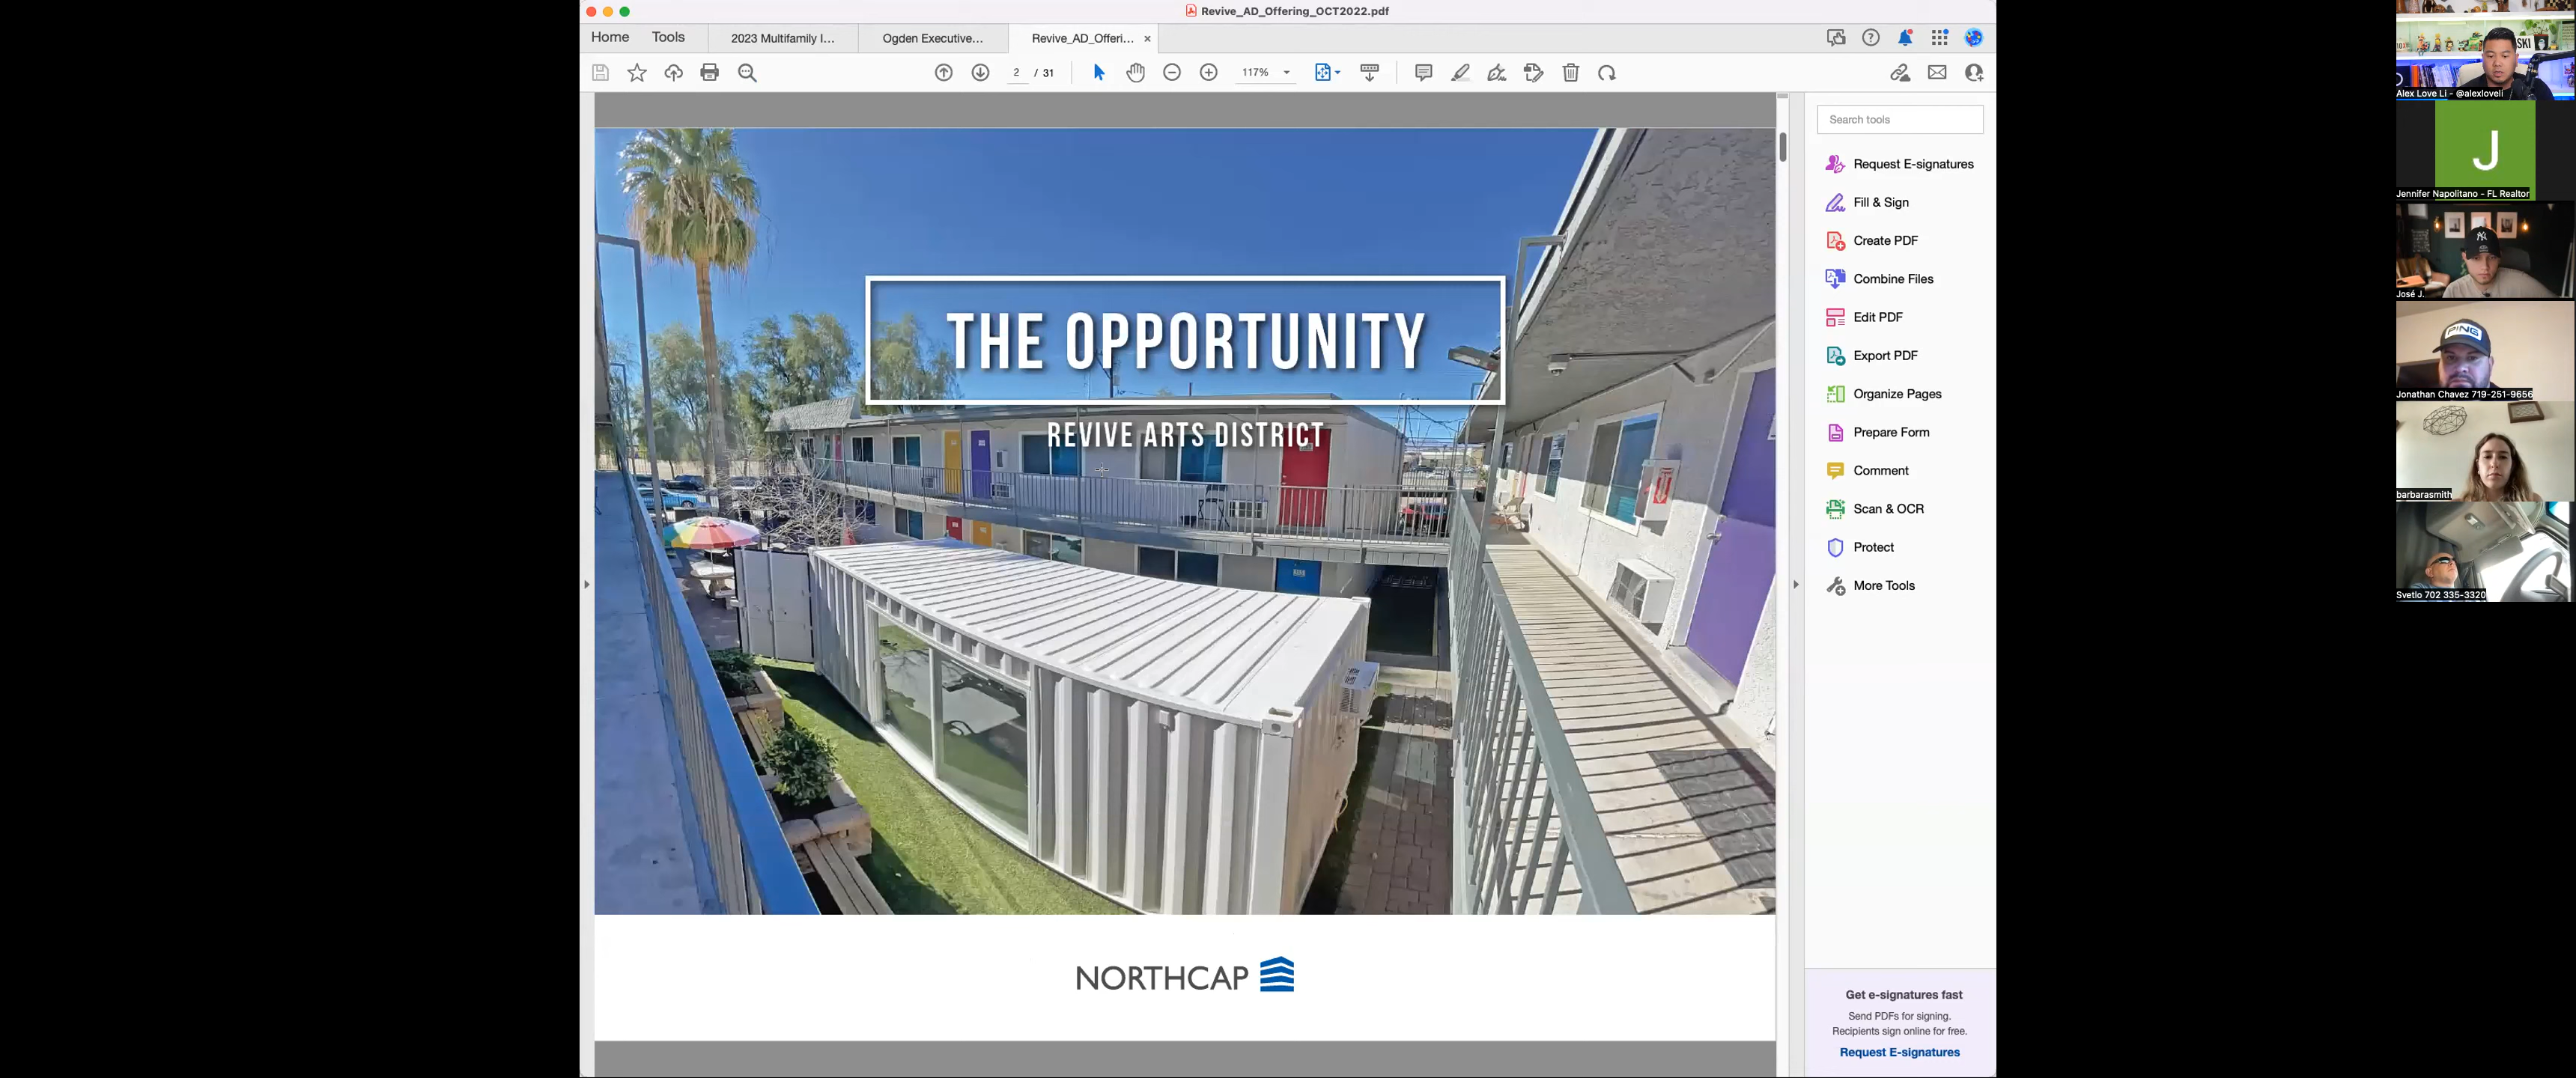 Revive_AD_Offering_OCT2022.pdf
Home Tools 2023 Multifamily I... Ogden Executive... Revive_AD_Offeri...
2 / 31 117%
Search tools
Request E-signatures
Fill & Sign
Create PDF
Combine Files
Edit PDF
Export PDF
Organize Pages
Prepare Form
Comment
Scan & OCR
Protect
More Tools
Get e-signatures fast
Send PDFs for signing.
Recipients sign online for free.
Request E-signatures
THE OPPORTUNITY
REVIVE ARTS DISTRICT
NORTHCAP
SKI
Alex Love Li - @alexloveli
J
Jennifer Napolitano - FL Realtor
José J.
PING
Jonathan Chavez 719-251-9656
barbarasmith
Svetlo 702 335-3320